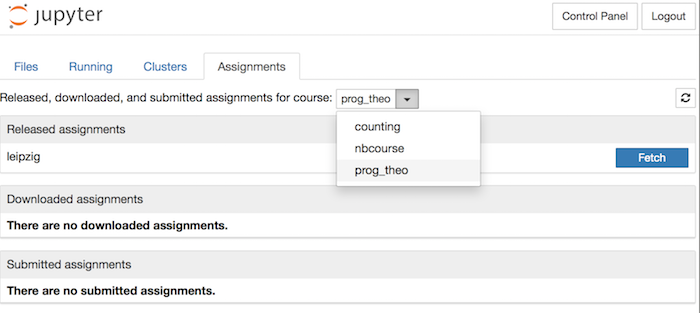 jupyter
Control Panel
Logout
Files
Running
Clusters
Assignments
Released, downloaded, and submitted assignments for course: prog_theo
counting
nbcourse
prog_theo
Released assignments
leipzig
Fetch
Downloaded assignments
There are no downloaded assignments.
Submitted assignments
There are no submitted assignments.